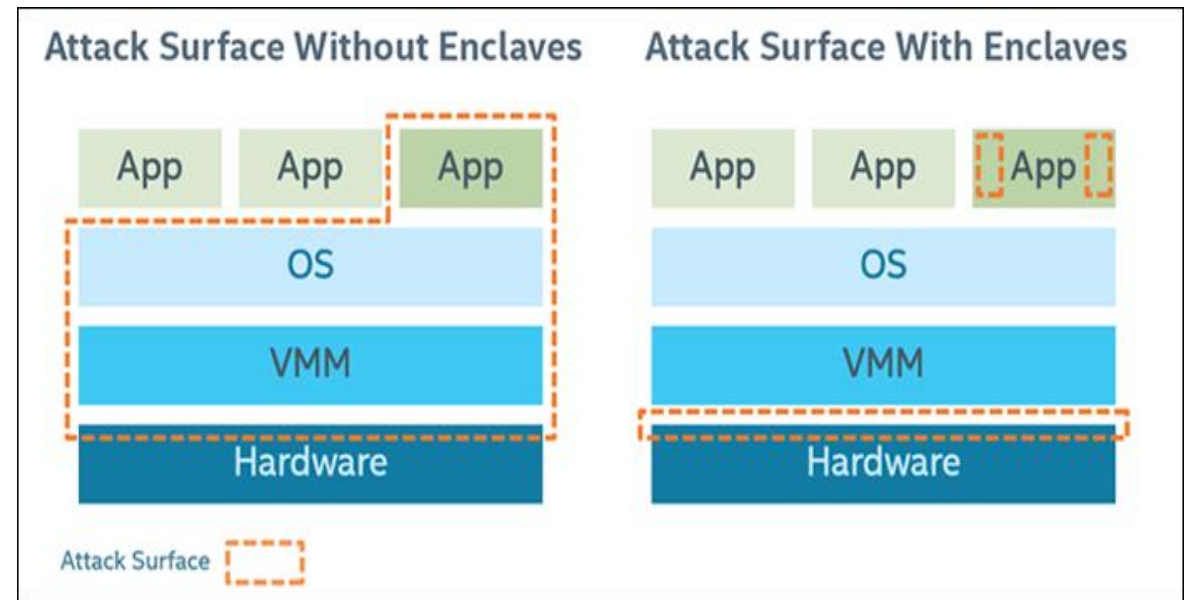 Attack Surface Without Enclaves
App App App
OS
VMM
Hardware
Attack Surface With Enclaves
App App App
OS
VMM
Hardware
Attack Surface